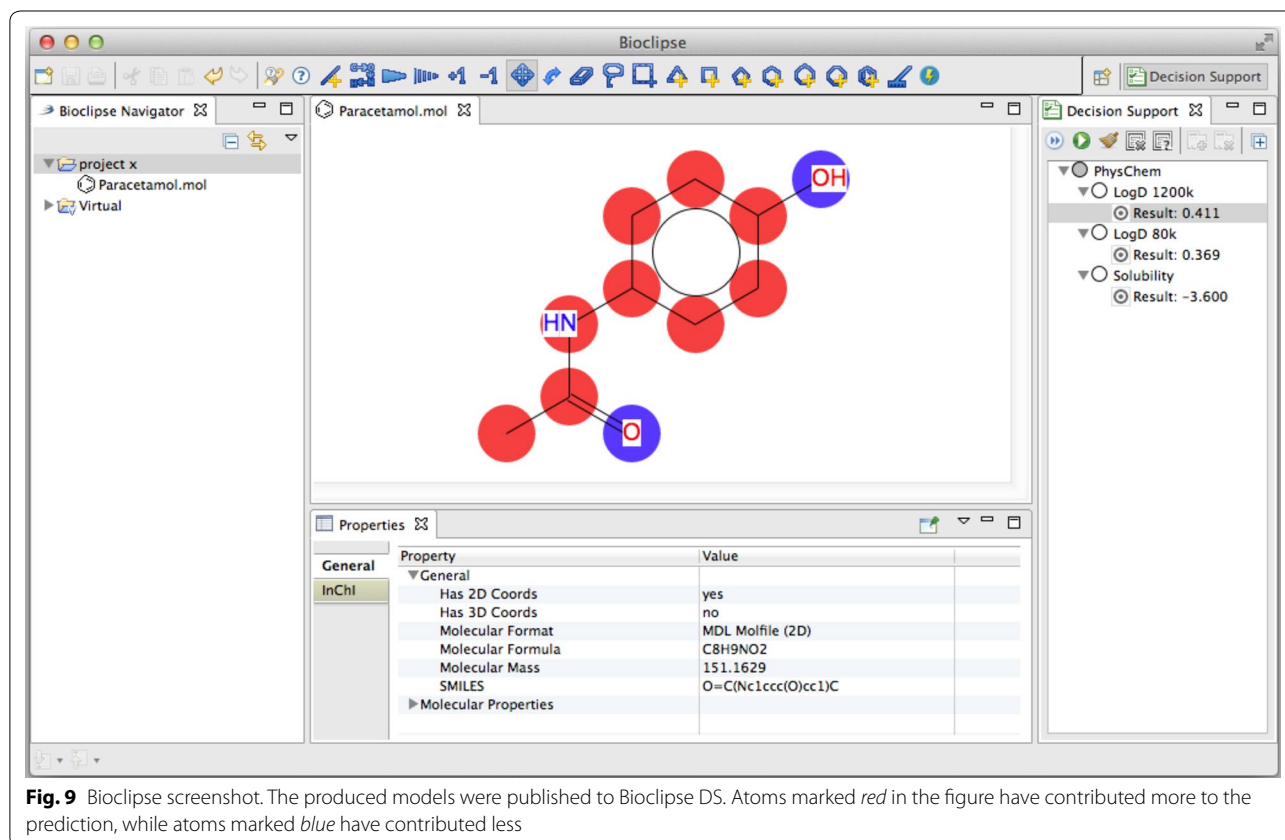 Bioclipse
+1 -1
Decision Support
Bioclipse Navigator
project x
Paracetamol.mol
Virtual
Paracetamol.mol
OH
HN
O
Properties
General
InChI
Property Value
General
Has 2D Coords yes
Has 3D Coords no
Molecular Format MDL Molfile (2D)
Molecular Formula C8H9NO2
Molecular Mass 151.1629
SMILES O=C(Nc1ccc(O)cc1)C
Molecular Properties
Decision Support
PhysChem
LogD 1200k
Result: 0.411
LogD 80k
Result: 0.369
Solubility
Result: -3.600
Fig. 9 Bioclipse screenshot. The produced models were published to Bioclipse DS. Atoms marked red in the figure have contributed more to the
prediction, while atoms marked blue have contributed less